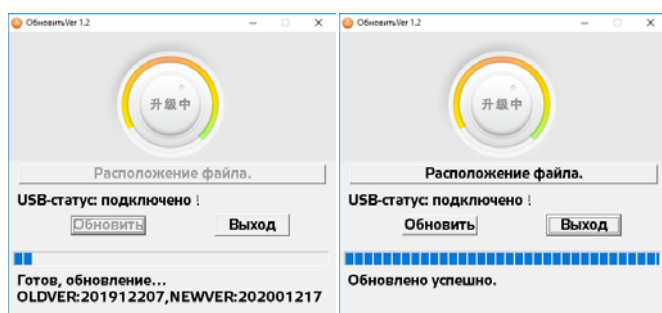 ОбновитьVer 1.2
升级中
Расположение файла.
USB-статус: подключено !
Обновить
Выход
Готов, обновление...
OLDVER:201912207,NEWVER:202001217
ОбновитьVer 1.2
升级中
Расположение файла.
USB-статус: подключено !
Обновить
Выход
Обновлено успешно.